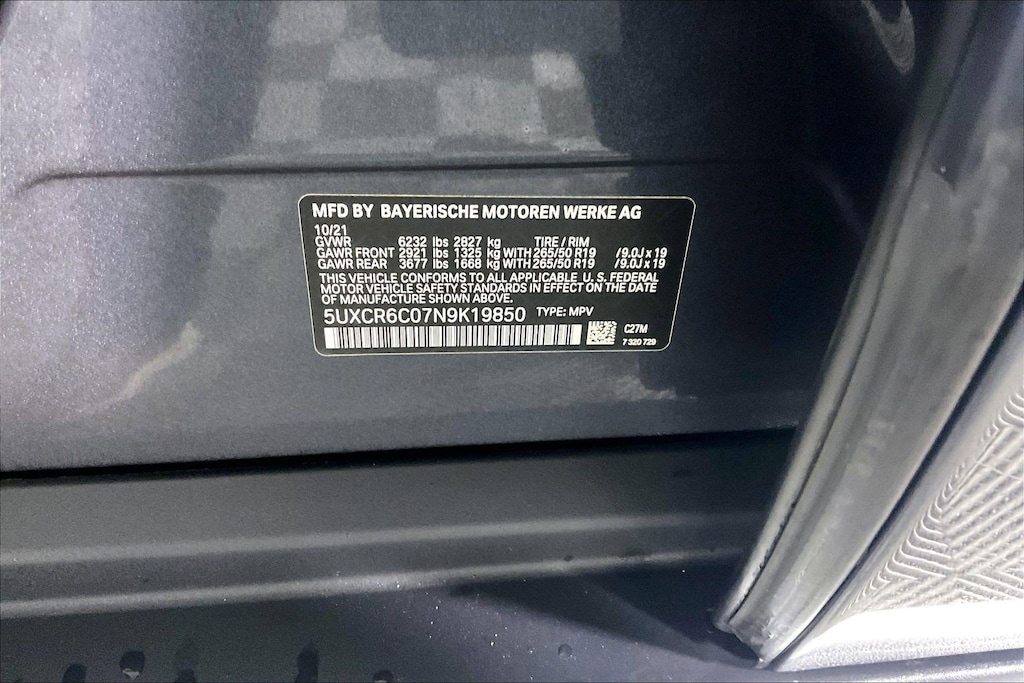 MFD BY BAYERISCHE MOTOREN WERKE AG
10/21
GVWR 6232 lbs 2827 kg TIRE / RIM
GAWR FRONT 2921 lbs 1325 kg WITH 265/50 R19 /9.0J x 19
GAWR REAR 3677 lbs 1668 kg WITH 265/50 R19 /9.0J x 19
THIS VEHICLE CONFORMS TO ALL APPLICABLE U. S. FEDERAL
MOTOR VEHICLE SAFETY STANDARDS IN EFFECT ON THE DATE
OF MANUFACTURE SHOWN ABOVE.
5UXCR6C07N9K19850 TYPE: MPV
C27M
7 320 729